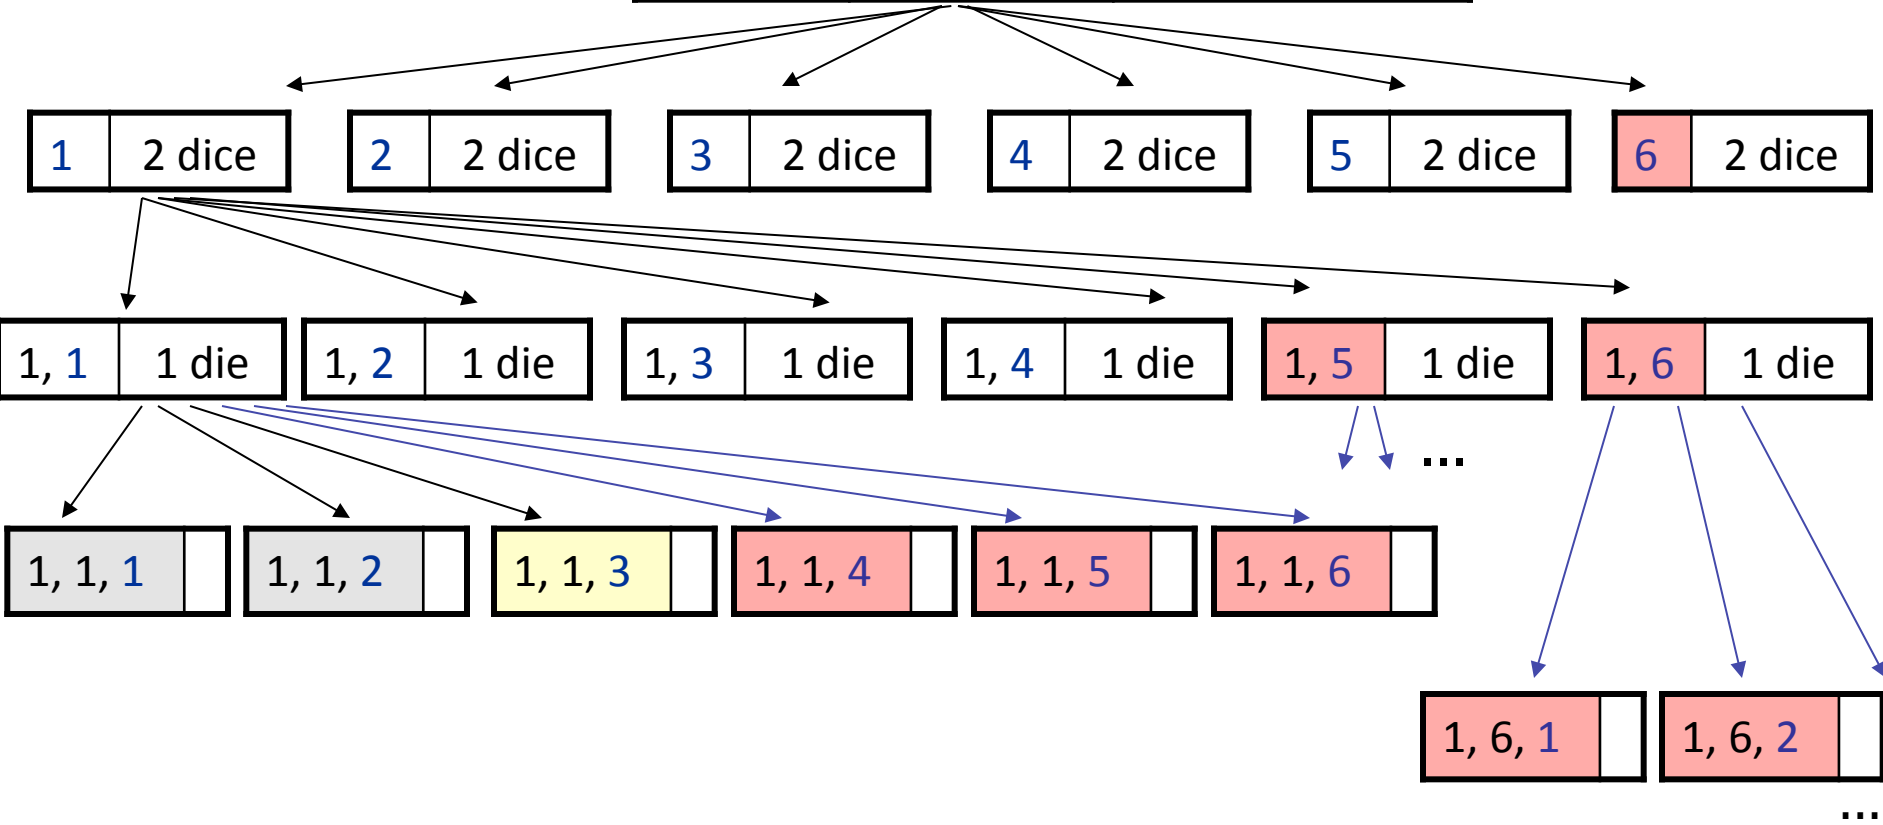 1 2 dice 2 2 dice 3 2 dice 4 2 dice 5 2 dice 6 2 dice
1, 1 1 die 1, 2 1 die 1, 3 1 die 1, 4 1 die 1, 5 1 die 1, 6 1 die
...
1, 1, 1 1, 1, 2 1, 1, 3 1, 1, 4 1, 1, 5 1, 1, 6
1, 6, 1 1, 6, 2
...